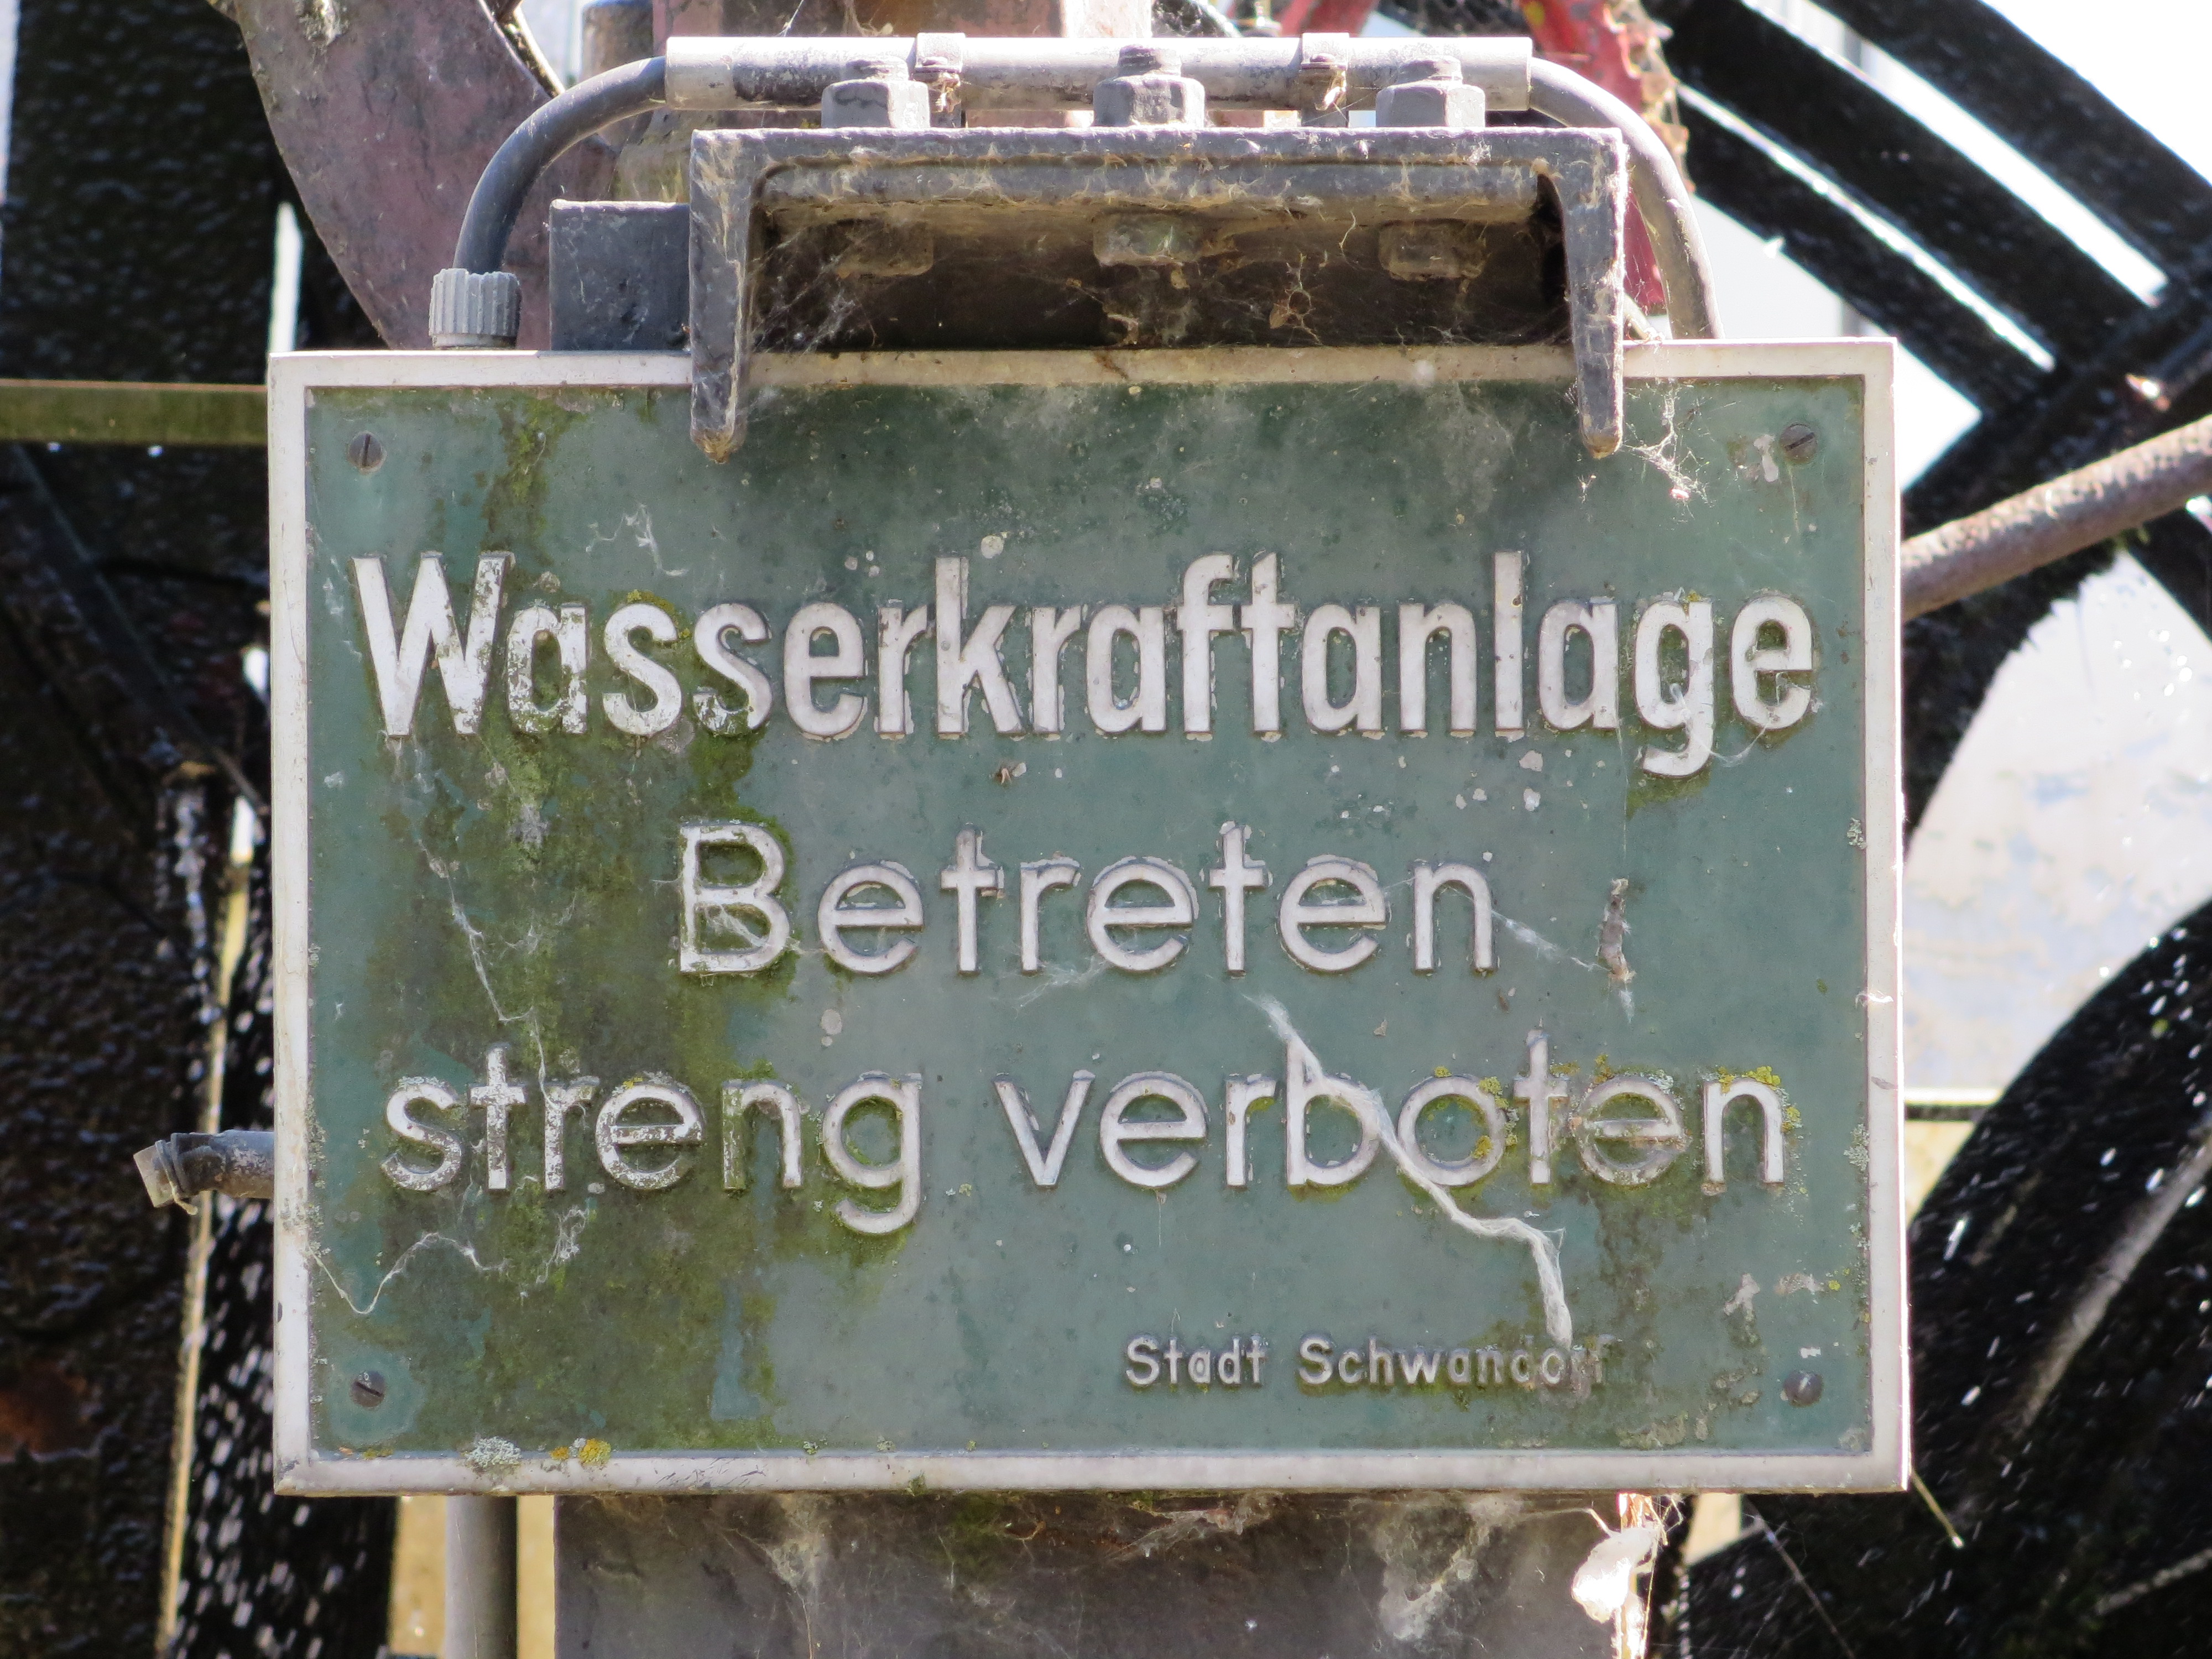 Wasserkraftanlage
Betreten
streng verboten
Stadt Schwandorf